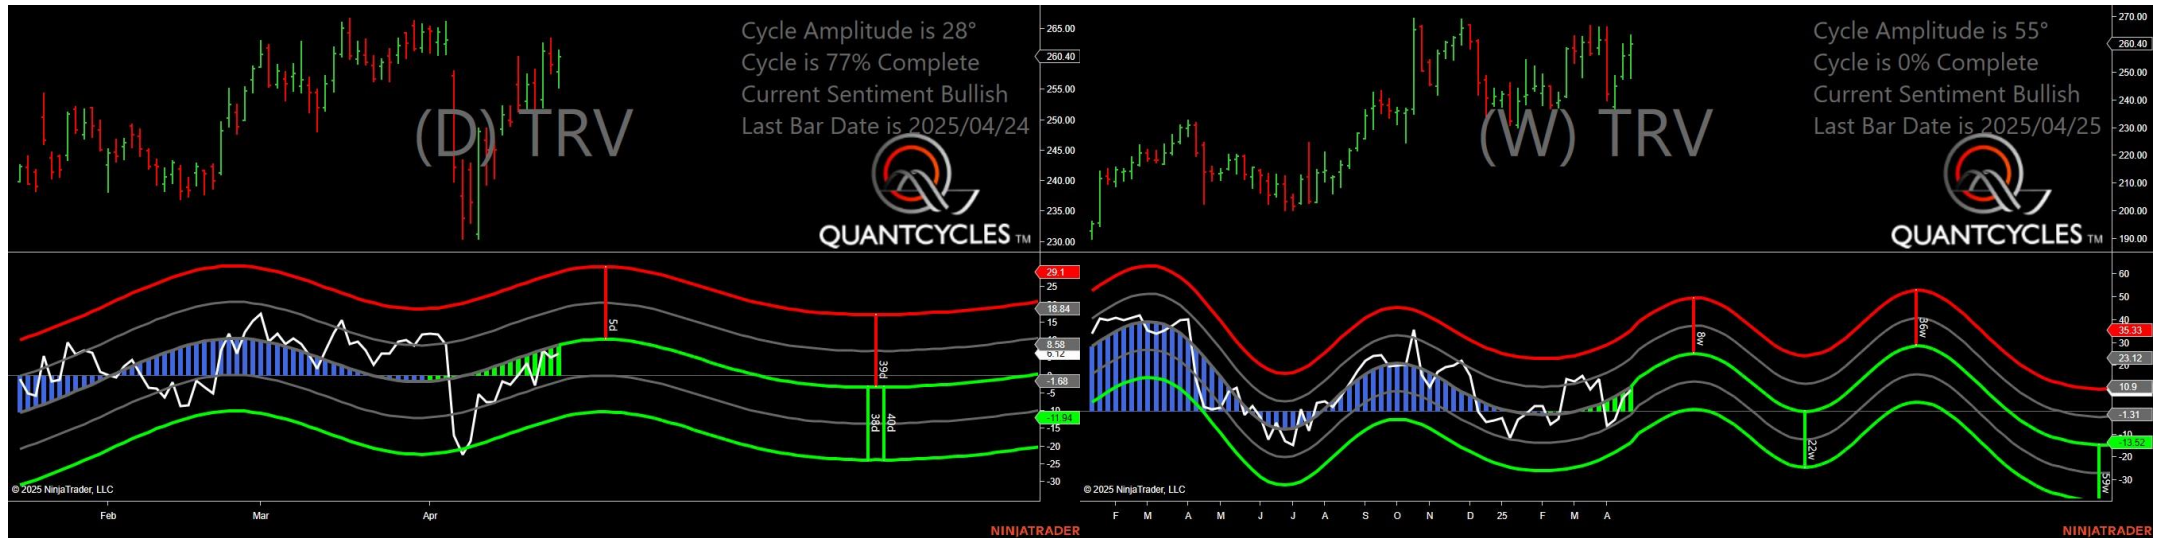 Cycle Amplitude is 28°
Cycle is 77% Complete
Current Sentiment Bullish
Last Bar Date is 2025/04/24
(D) TRV
QUANTCYCLES TM
265.00
260.40
255.00
250.00
245.00
240.00
235.00
230.00
29.1
25
18.84
15
8.58
6.12
-1.68
-5
-10
-11.94
-15
-20
-25
-30
5d
39d
38d
40d
© 2025 NinjaTrader, LLC
Feb Mar Apr
NINJATRADER
Cycle Amplitude is 55°
Cycle is 0% Complete
Current Sentiment Bullish
Last Bar Date is 2025/04/25
(W) TRV
QUANTCYCLES TM
270.00
260.40
250.00
240.00
230.00
220.00
210.00
200.00
190.00
60
50
40
35.33
30
23.12
20
10.9
-1.31
-10
-13.52
-20
-30
8w
22w
36w
59w
© 2025 NinjaTrader, LLC
F M A M J J A S O N D 25 F M A
NINJATRADER